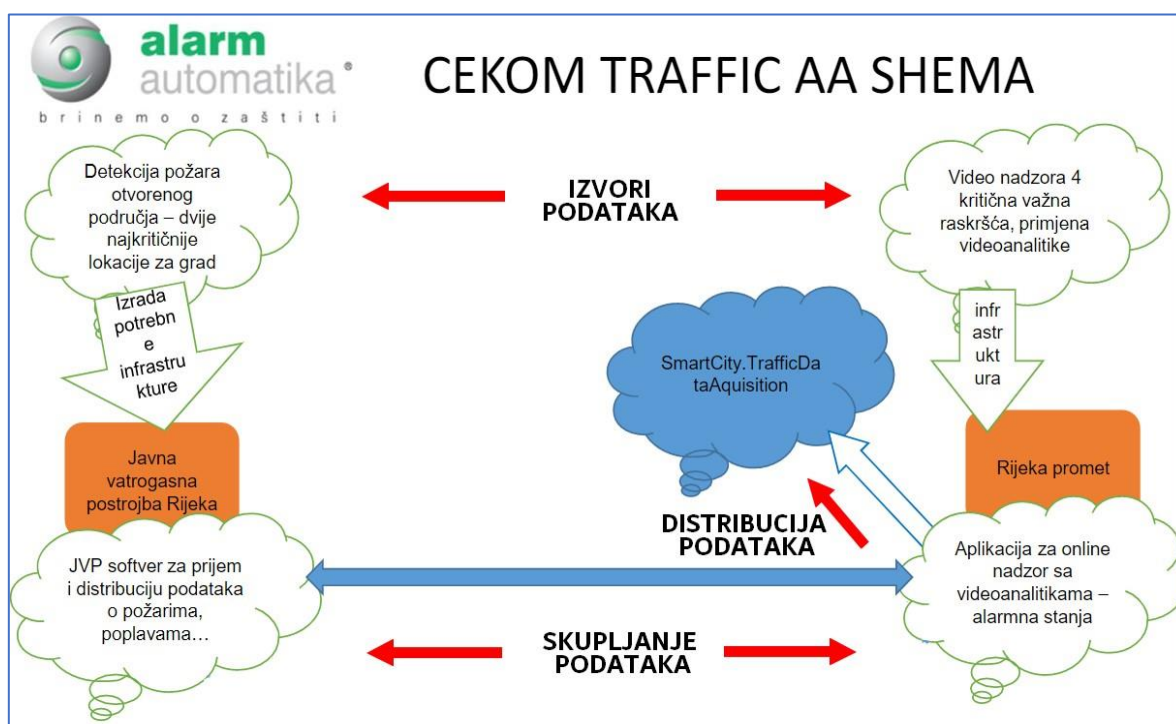 alarm
automatika®
brinemo o zaštiti
CEKOM TRAFFIC AA SHEMA
Detekcija požara
otvorenog
područja – dvije
najkritičnije
lokacije za grad
IZVORI
PODATAKA
Video nadzora 4
kritična važna
raskršća, primjena
videoanalitike
Izrada
potrebn
e
infrastru
kture
SmartCity.TrafficDa
taAquisition
infr
astr
ukt
ura
Javna
vatrogasna
postrojba Rijeka
Rijeka promet
DISTRIBUCIJA
PODATAKA
JVP softver za prijem
i distribuciju podataka
o požarima,
poplavama…
Aplikacija za online
nadzor sa
videoanalitikama –
alarmna stanja
SKUPLJANJE
PODATAKA